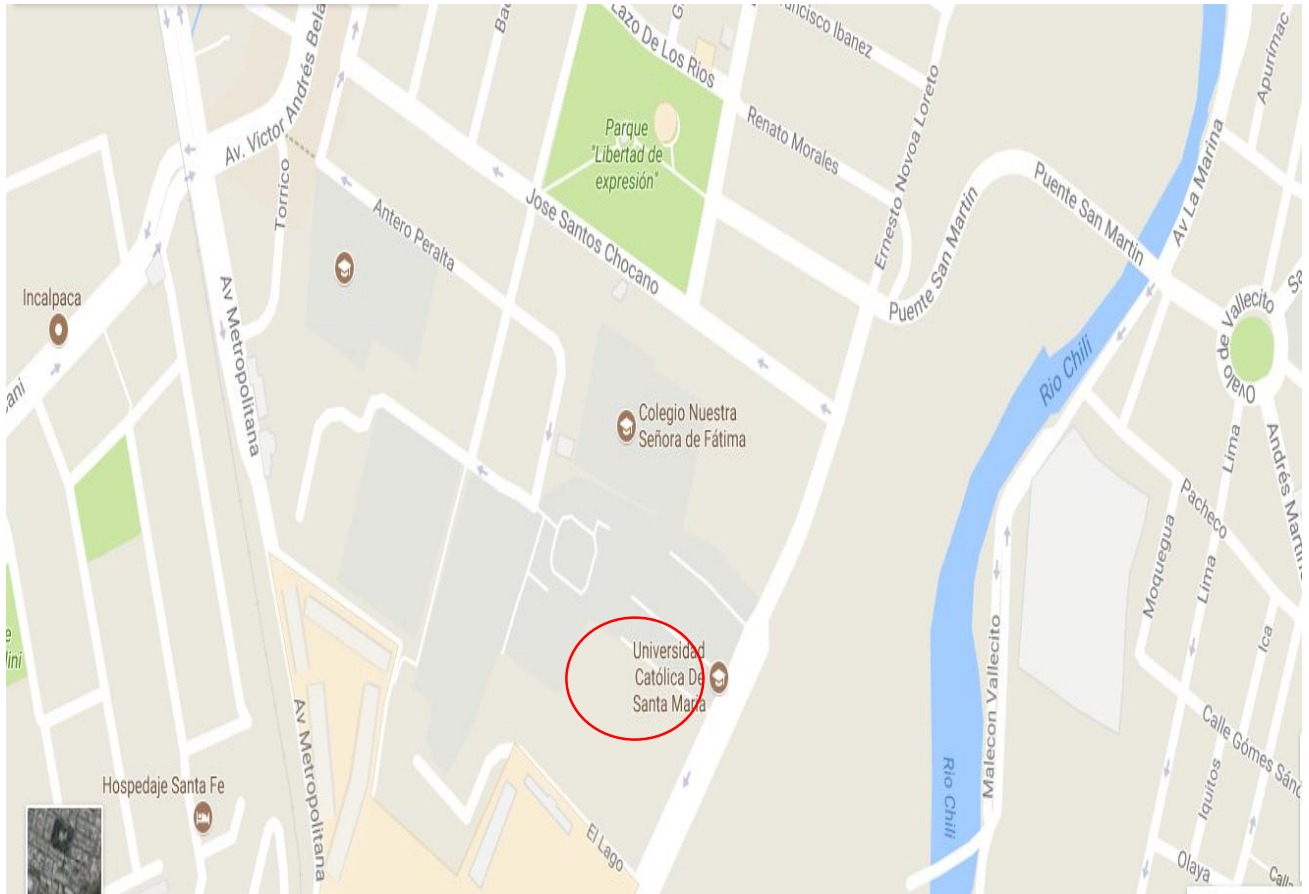 Lazo De Los Rios
Francisco Ibanez
Apurímac
Av. Victor Andrés Bela
Parque
"Libertad de
expresión"
Renato Morales
Ernesto Novoa Loreto
Puente San Martin
Av La Marina
Torrico
Antero Peralta
Jose Santos Chocano
Puente San Martin
Incalpaca
Av Metropolitana
Ovalo de Vallecito
Rio Chili
Colegio Nuestra
Señora de Fátima
Lima
Andrés Martín
Pacheco
Moquegua
Lima
Ica
Universidad
Católica De
Santa Maria
Av Metropolitana
Malecon Vallecito
Calle Gómes Sánc
Hospedaje Santa Fe
Rio Chili
Iquitos
El Lago
Olaya
Calle